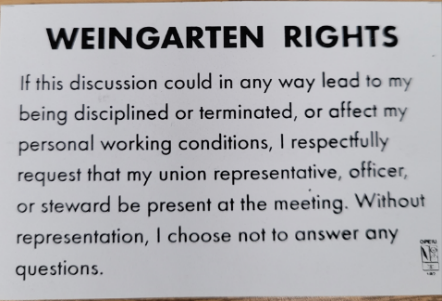 WEINGARTEN RIGHTS
If this discussion could in any way lead to my
being disciplined or terminated, or affect my
personal working conditions, I respectfully
request that my union representative, officer,
or steward be present at the meeting. Without
representation, I choose not to answer any
questions.